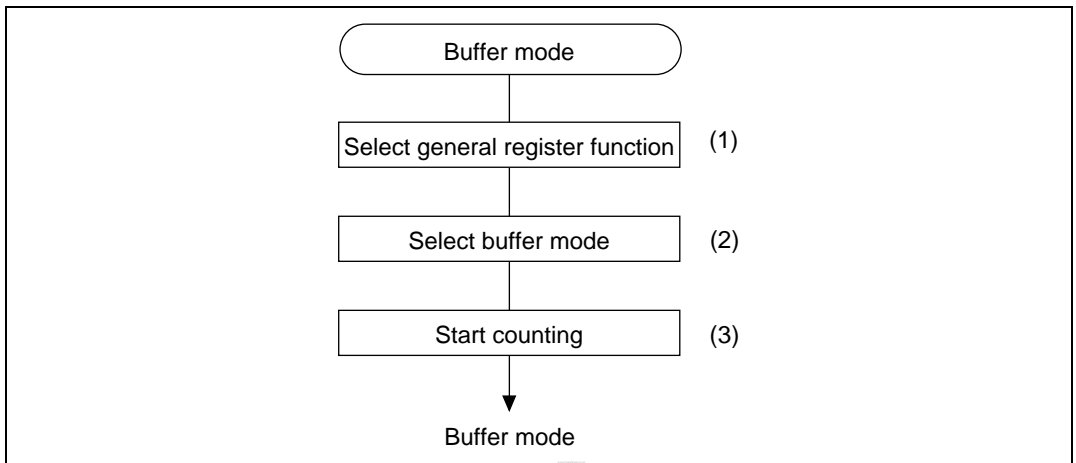 Buffer mode
Select general register function (1)
Select buffer mode (2)
Start counting (3)
Buffer mode